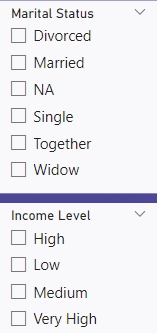 Marital Status
Divorced
Married
NA
Single
Together
Widow
Income Level
High
Low
Medium
Very High